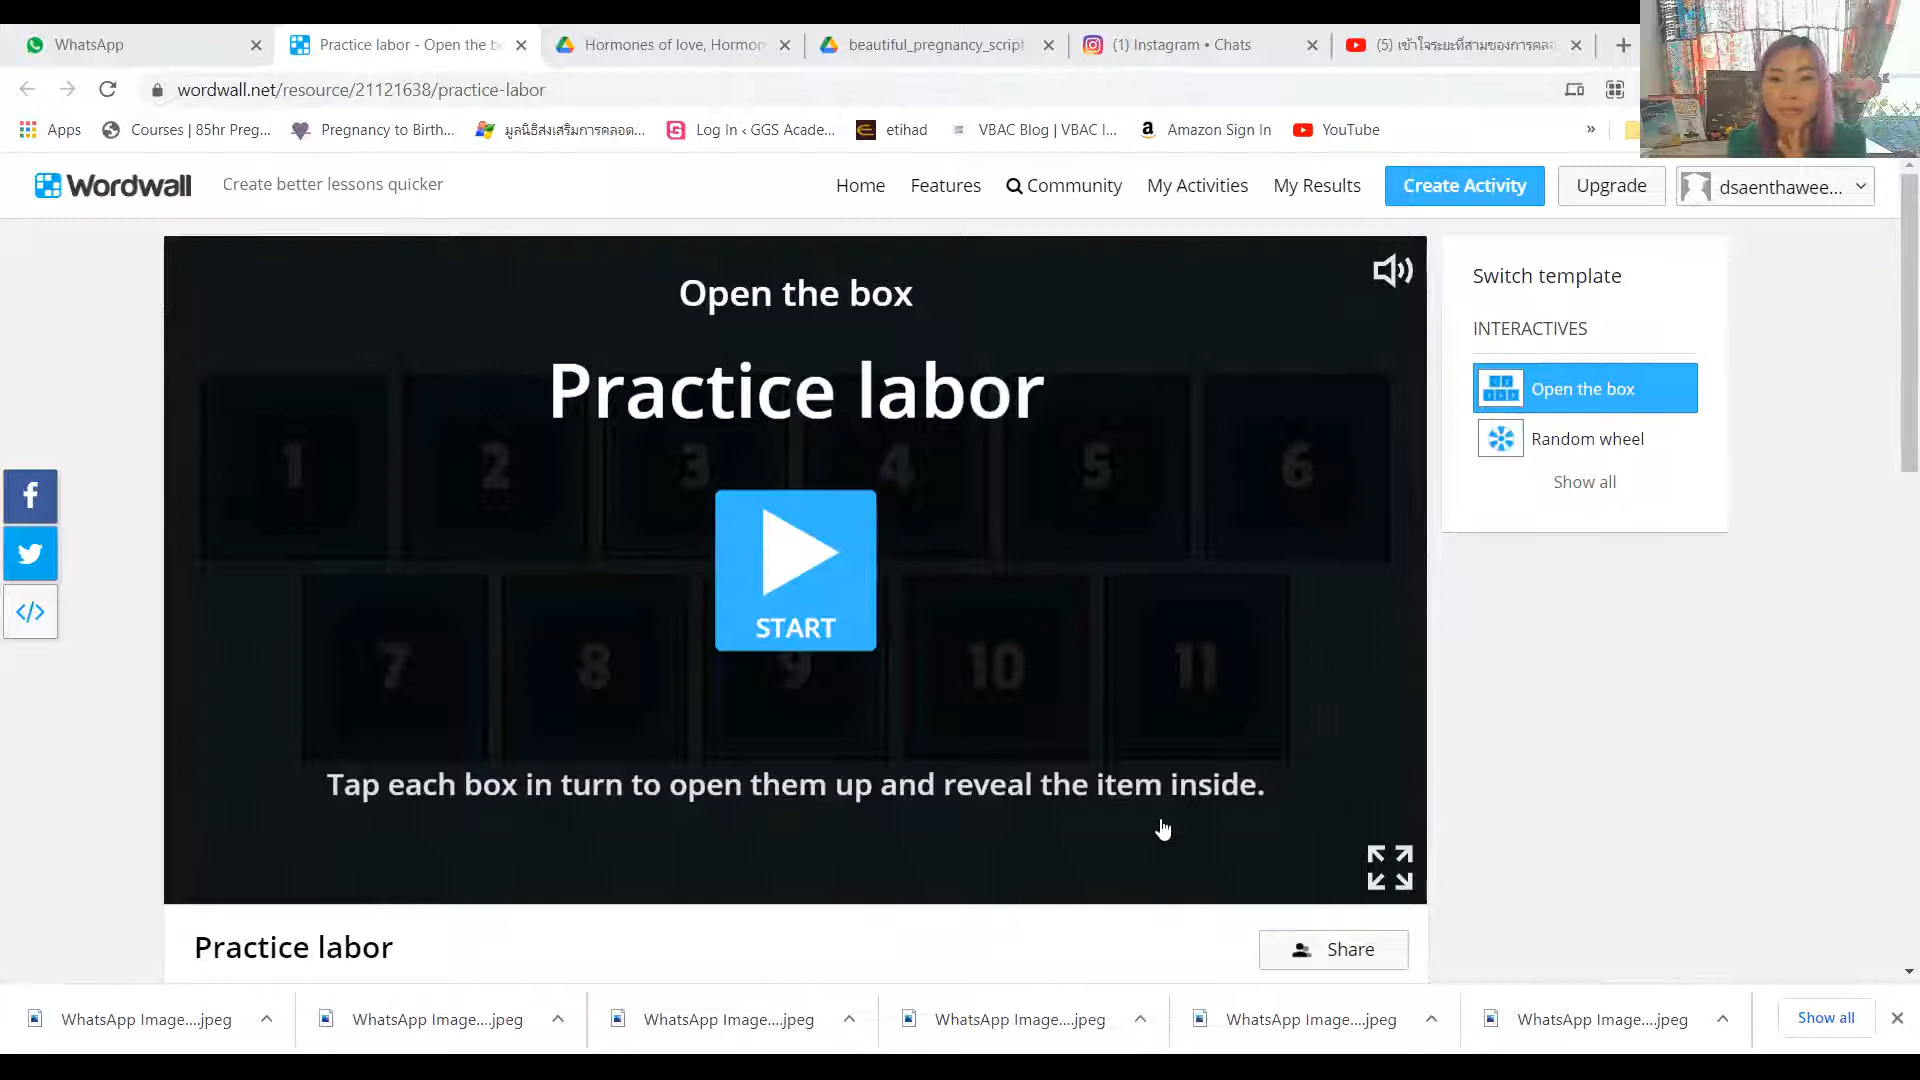 WhatsApp
Practice labor - Open the b
Hormones of love, Hormon
beautiful_pregnancy_script
(1) Instagram • Chats
(5) เข้าใจระยะที่สามของการคลอ
wordwall.net/resource/21121638/practice-labor
Apps
Courses | 85hr Preg...
Pregnancy to Birth...
มูลนิธิส่งเสริมการคลอด...
Log In ‹ GGS Acade...
etihad
VBAC Blog | VBAC I...
Amazon Sign In
YouTube
»
Wordwall
Create better lessons quicker
Home
Features
Community
My Activities
My Results
Create Activity
Upgrade
dsaenthawee...
Open the box
Practice labor
1 2 3 4 5 6
START
7 8 9 10 11
Tap each box in turn to open them up and reveal the item inside.
Switch template
INTERACTIVES
Open the box
Random wheel
Show all
Practice labor
Share
WhatsApp Image....jpeg
WhatsApp Image....jpeg
WhatsApp Image....jpeg
WhatsApp Image....jpeg
WhatsApp Image....jpeg
WhatsApp Image....jpeg
Show all